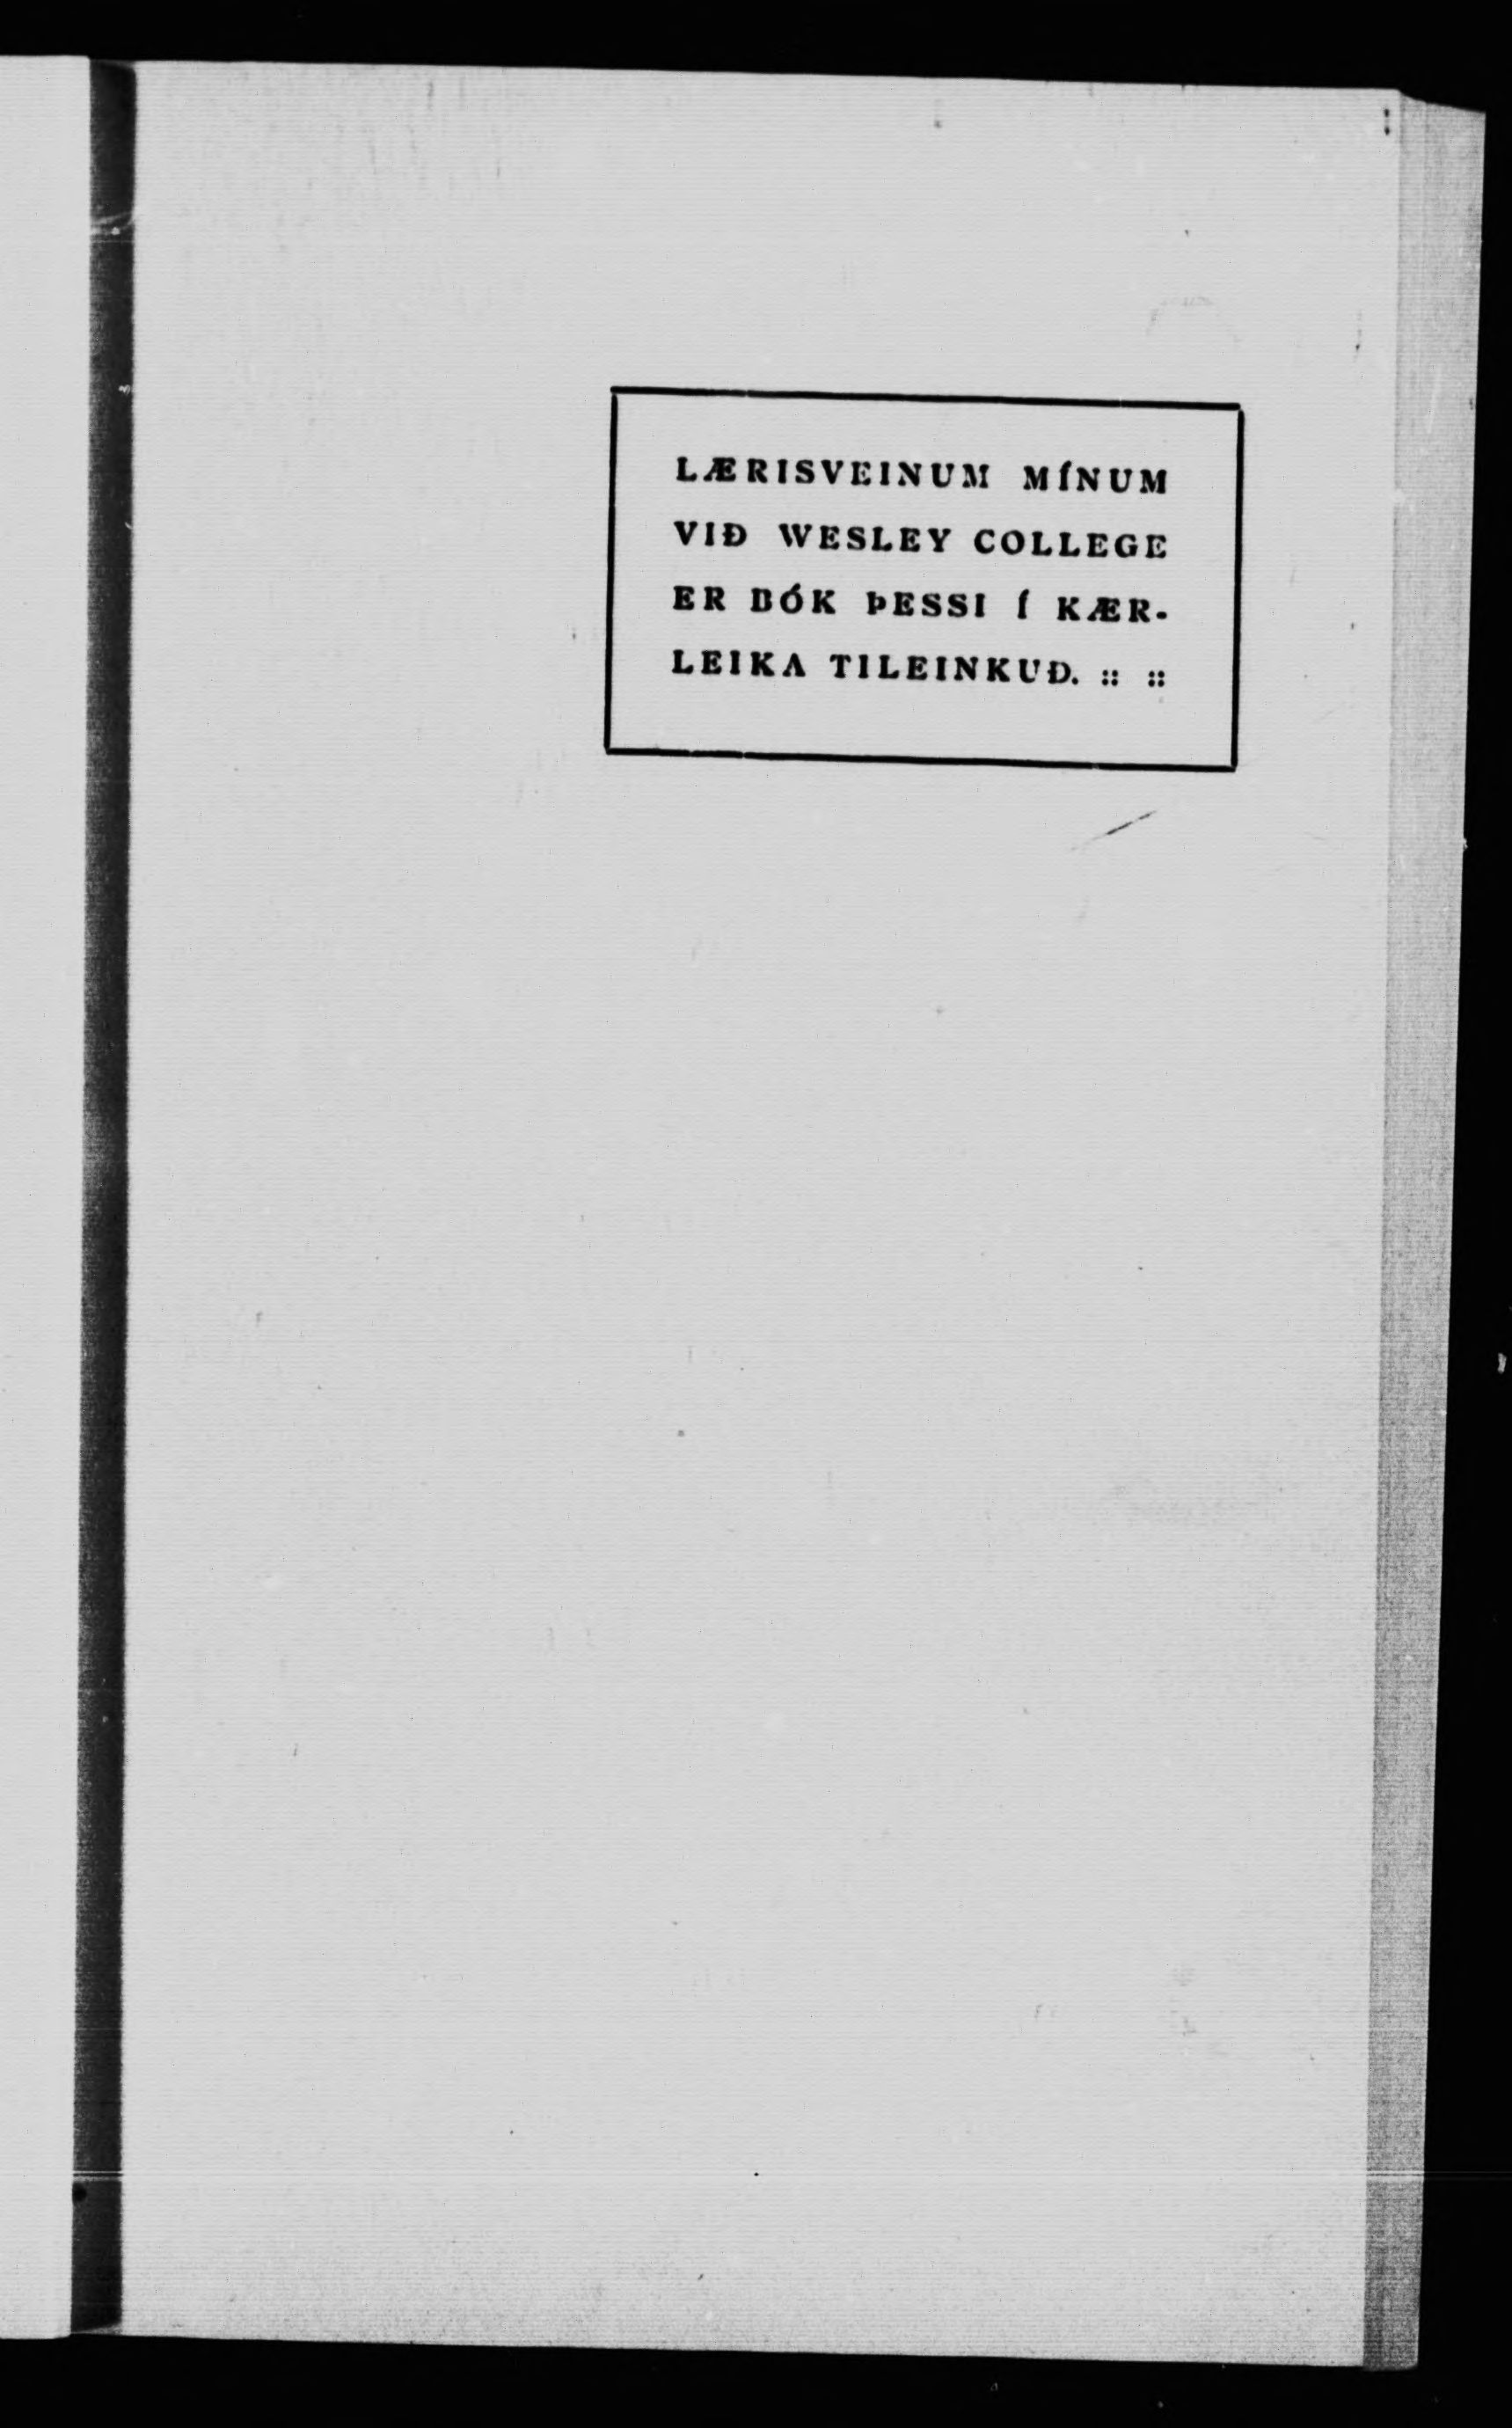 LÆRISVEINUM MÍNUM
VIÐ WESLEY COLLEGE
ER BÓK ÞESSI Í KÆR-
LEIKA TILEINKUÐ. :: ::